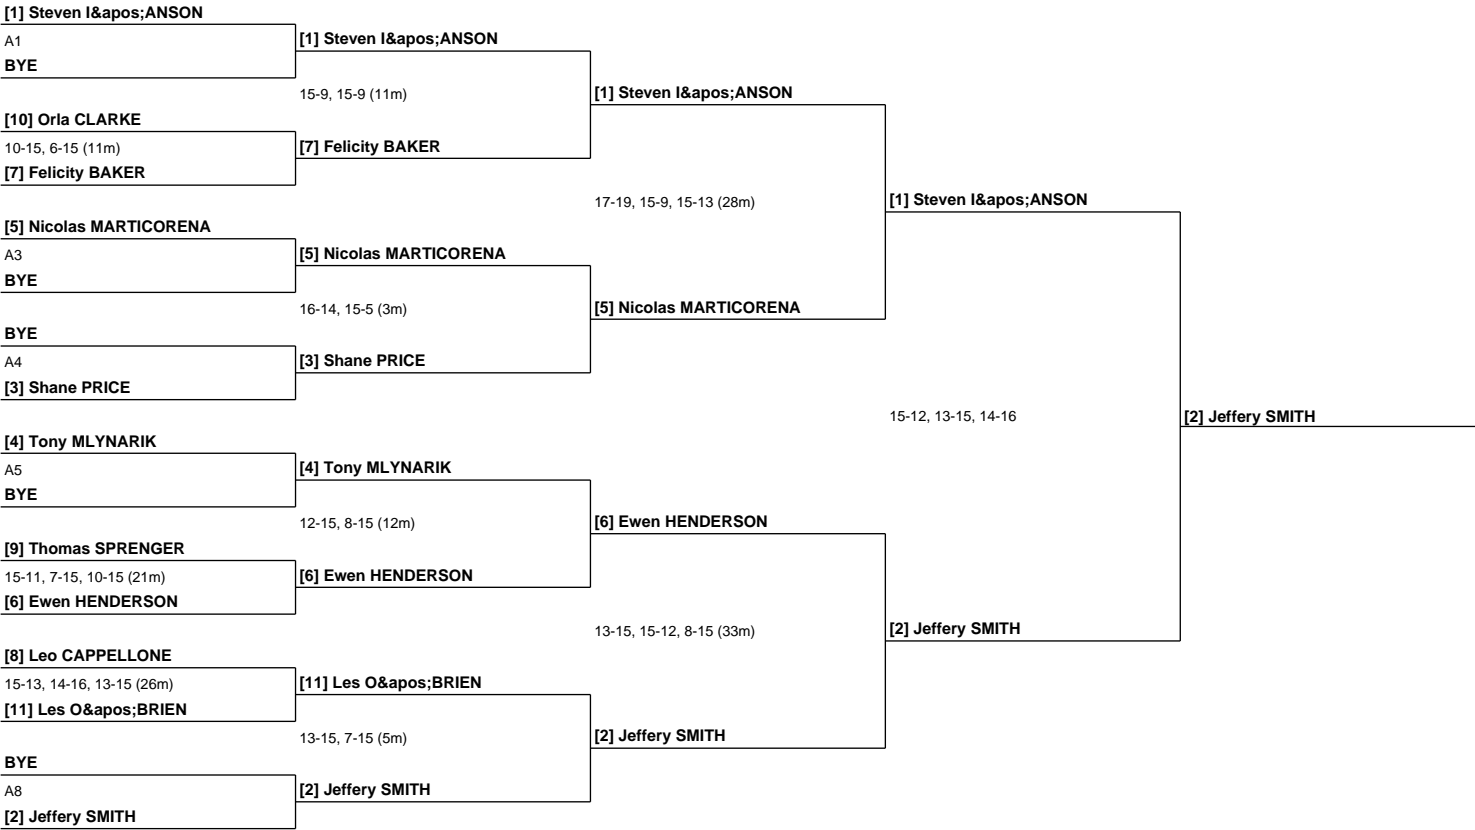 [1] Steven I&apos;ANSON
A1
BYE
[10] Orla CLARKE
10-15, 6-15 (11m)
[7] Felicity BAKER
[5] Nicolas MARTICORENA
A3
BYE
BYE
A4
[3] Shane PRICE
[4] Tony MLYNARIK
A5
BYE
[9] Thomas SPRENGER
15-11, 7-15, 10-15 (21m)
[6] Ewen HENDERSON
[8] Leo CAPPELLONE
15-13, 14-16, 13-15 (26m)
[11] Les O&apos;BRIEN
BYE
A8
[2] Jeffery SMITH
[1] Steven I&apos;ANSON
15-9, 15-9 (11m)
[7] Felicity BAKER
[5] Nicolas MARTICORENA
16-14, 15-5 (3m)
[3] Shane PRICE
[4] Tony MLYNARIK
12-15, 8-15 (12m)
[6] Ewen HENDERSON
[11] Les O&apos;BRIEN
13-15, 7-15 (5m)
[2] Jeffery SMITH
[1] Steven I&apos;ANSON
17-19, 15-9, 15-13 (28m)
[5] Nicolas MARTICORENA
[6] Ewen HENDERSON
13-15, 15-12, 8-15 (33m)
[2] Jeffery SMITH
[1] Steven I&apos;ANSON
15-12, 13-15, 14-16
[2] Jeffery SMITH
[2] Jeffery SMITH